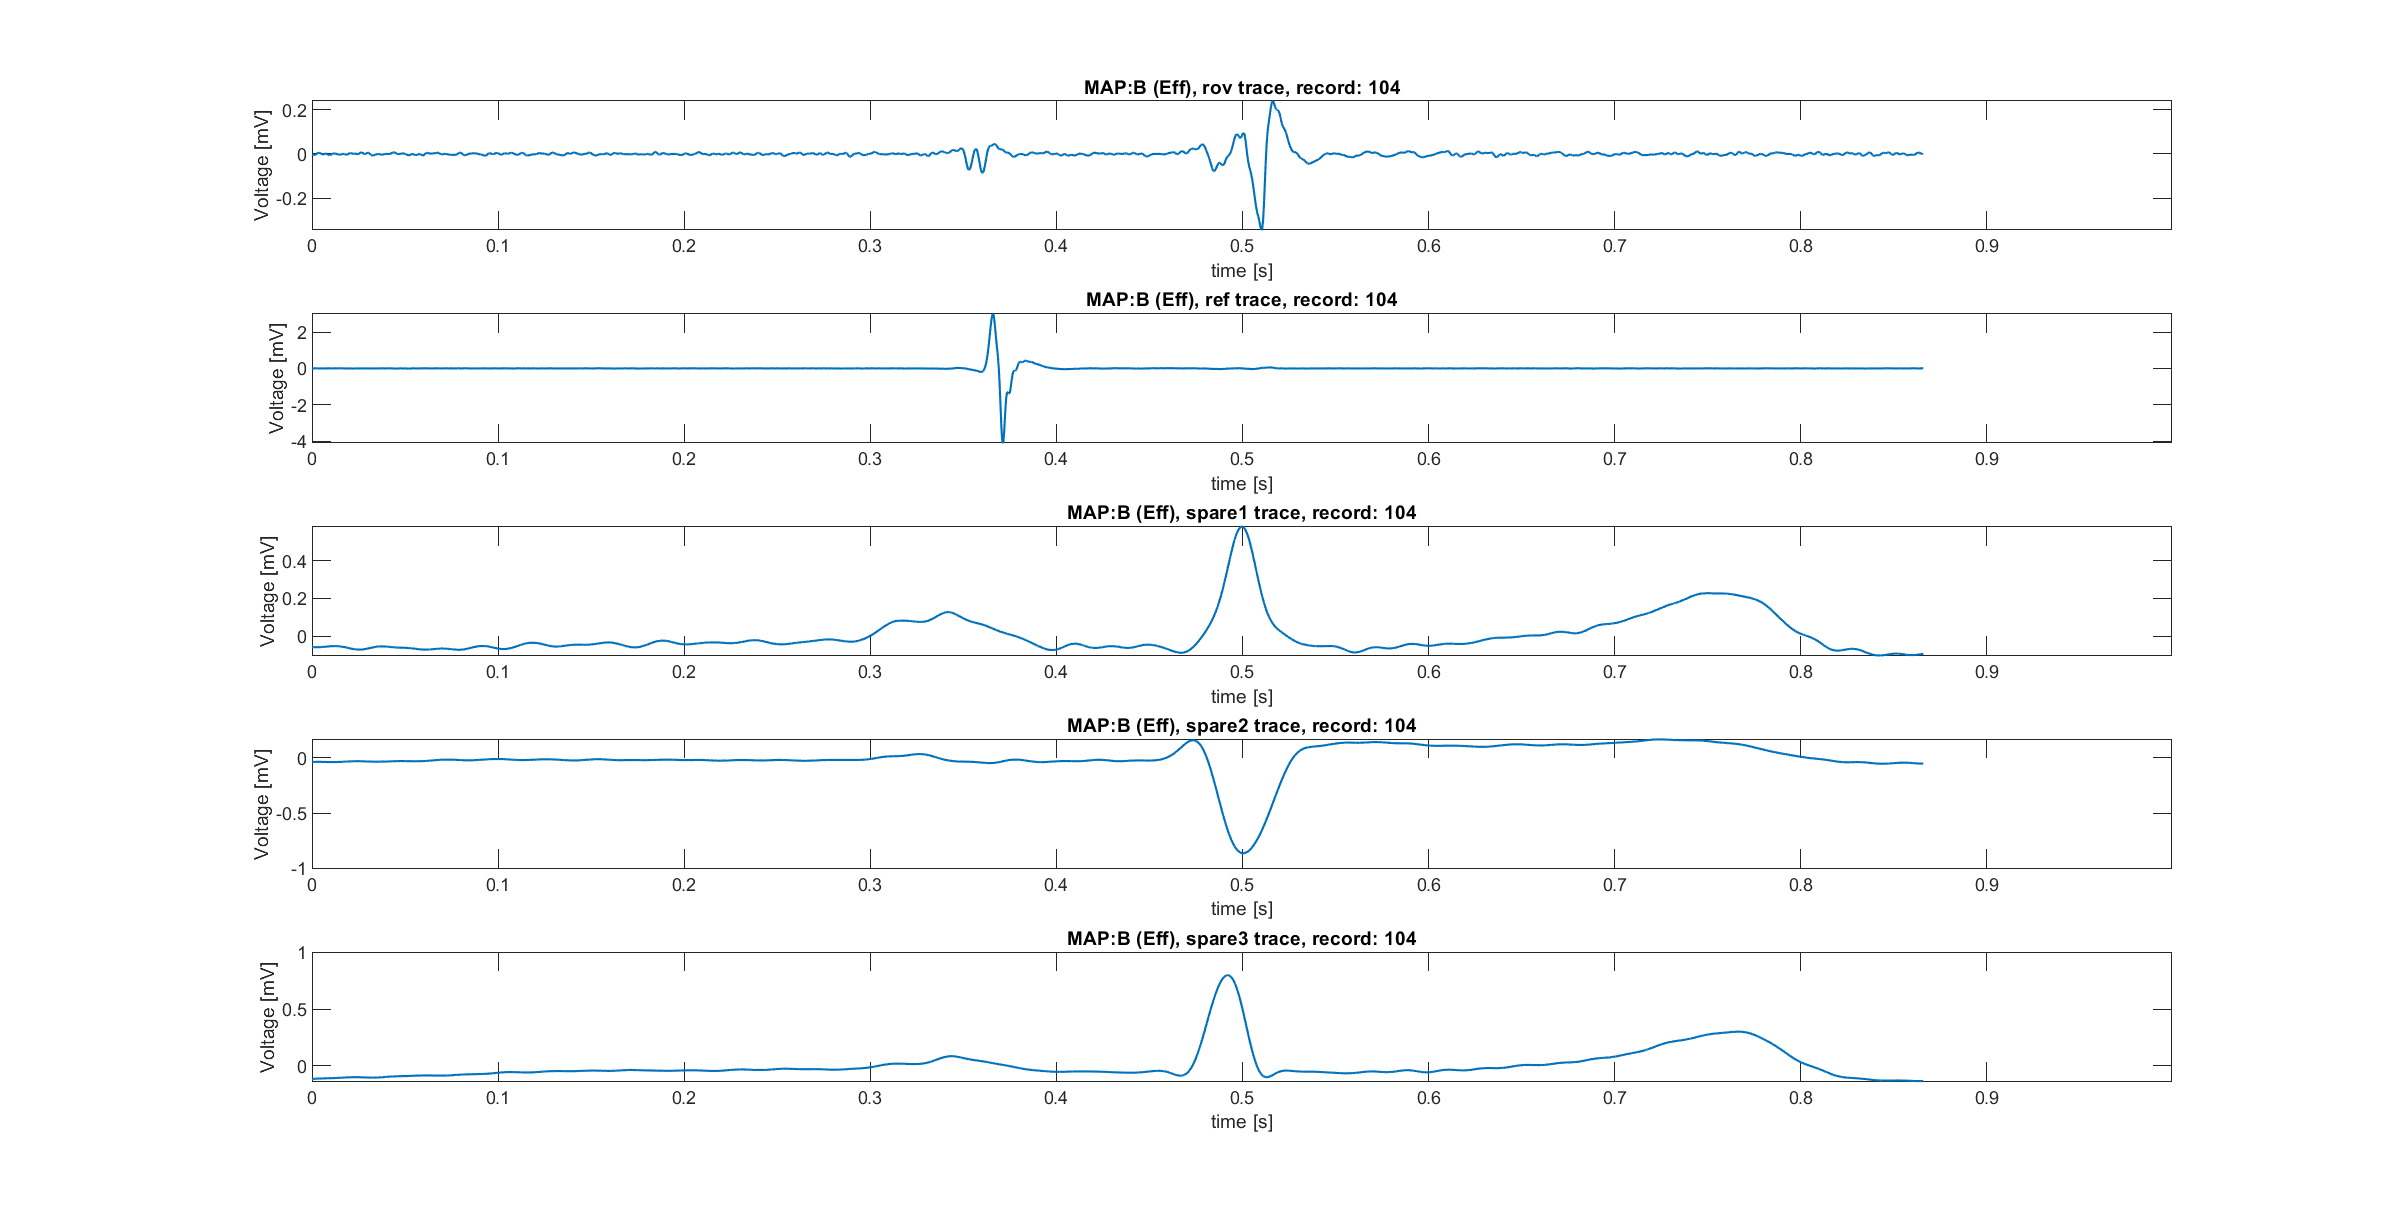 MAP:B (Eff), rov trace, record: 104
Voltage [mV]
0.2
0
-0.2
0 0.1 0.2 0.3 0.4 0.5 0.6 0.7 0.8 0.9
time [s]
MAP:B (Eff), ref trace, record: 104
Voltage [mV]
2
0
-2
-4
0 0.1 0.2 0.3 0.4 0.5 0.6 0.7 0.8 0.9
time [s]
MAP:B (Eff), spare1 trace, record: 104
Voltage [mV]
0.4
0.2
0
0 0.1 0.2 0.3 0.4 0.5 0.6 0.7 0.8 0.9
time [s]
MAP:B (Eff), spare2 trace, record: 104
Voltage [mV]
0
-0.5
-1
0 0.1 0.2 0.3 0.4 0.5 0.6 0.7 0.8 0.9
time [s]
MAP:B (Eff), spare3 trace, record: 104
Voltage [mV]
1
0.5
0
0 0.1 0.2 0.3 0.4 0.5 0.6 0.7 0.8 0.9
time [s]